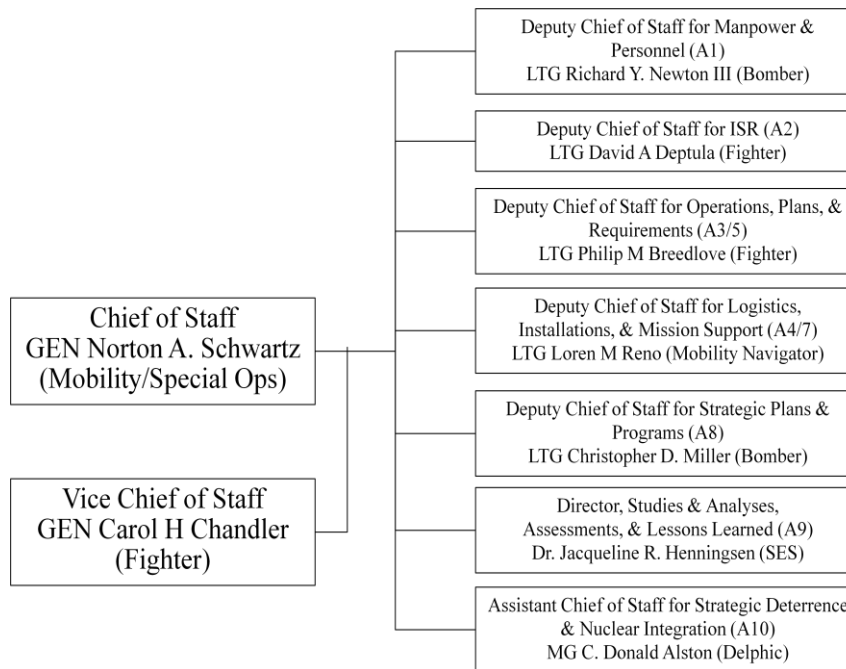 Chief of Staff
GEN Norton A. Schwartz
(Mobility/Special Ops)
Vice Chief of Staff
GEN Carol H Chandler
(Fighter)
Deputy Chief of Staff for Manpower &
Personnel (A1)
LTG Richard Y. Newton III (Bomber)
Deputy Chief of Staff for ISR (A2)
LTG David A Deptula (Fighter)
Deputy Chief of Staff for Operations, Plans, &
Requirements (A3/5)
LTG Philip M Breedlove (Fighter)
Deputy Chief of Staff for Logistics,
Installations, & Mission Support (A4/7)
LTG Loren M Reno (Mobility Navigator)
Deputy Chief of Staff for Strategic Plans &
Programs (A8)
LTG Christopher D. Miller (Bomber)
Director, Studies & Analyses,
Assessments, & Lessons Learned (A9)
Dr. Jacqueline R. Henningsen (SES)
Assistant Chief of Staff for Strategic Deterrence
& Nuclear Integration (A10)
MG C. Donald Alston (Delphic)